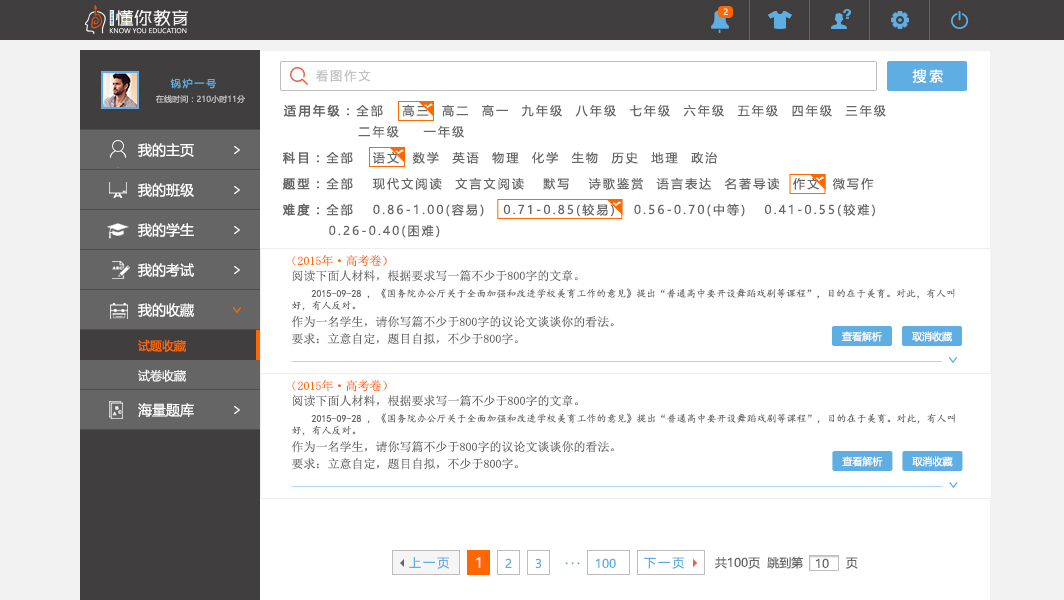 懂你教育
KNOW YOU EDUCATION
2
?
锅炉一号
在线时间：210小时11分
我的主页
我的班级
我的学生
我的考试
我的收藏
试题收藏
试卷收藏
海量题库
看图作文
搜索
适用年级：全部 高三 高二 高一 九年级 八年级 七年级 六年级 五年级 四年级 三年级
二年级 一年级
科目：全部 语文 数学 英语 物理 化学 生物 历史 地理 政治
题型：全部 现代文阅读 文言文阅读 默写 诗歌鉴赏 语言表达 名著导读 作文 微写作
难度：全部 0.86-1.00(容易) 0.71-0.85(较易) 0.56-0.70(中等) 0.41-0.55(较难)
0.26-0.40(困难)
（2015年・高考卷）
阅读下面人材料，根据要求写一篇不少于800字的文章。
2015-09-28 ，《国务院办公厅关于全面加强和改进学校美育工作的意见》提出“普通高中要开设舞蹈戏剧等课程”，目的在于美育。对此，有人叫
好，有人反对。
作为一名学生，请你写篇不少于800字的议论文谈谈你的看法。
要求：立意自定，题目自拟，不少于800字。
查看解析 取消收藏
（2015年・高考卷）
阅读下面人材料，根据要求写一篇不少于800字的文章。
2015-09-28 ，《国务院办公厅关于全面加强和改进学校美育工作的意见》提出“普通高中要开设舞蹈戏剧等课程”，目的在于美育。对此，有人叫
好，有人反对。
作为一名学生，请你写篇不少于800字的议论文谈谈你的看法。
要求：立意自定，题目自拟，不少于800字。
查看解析 取消收藏
上一页 1 2 3 ··· 100 下一页 共100页 跳到第 10 页